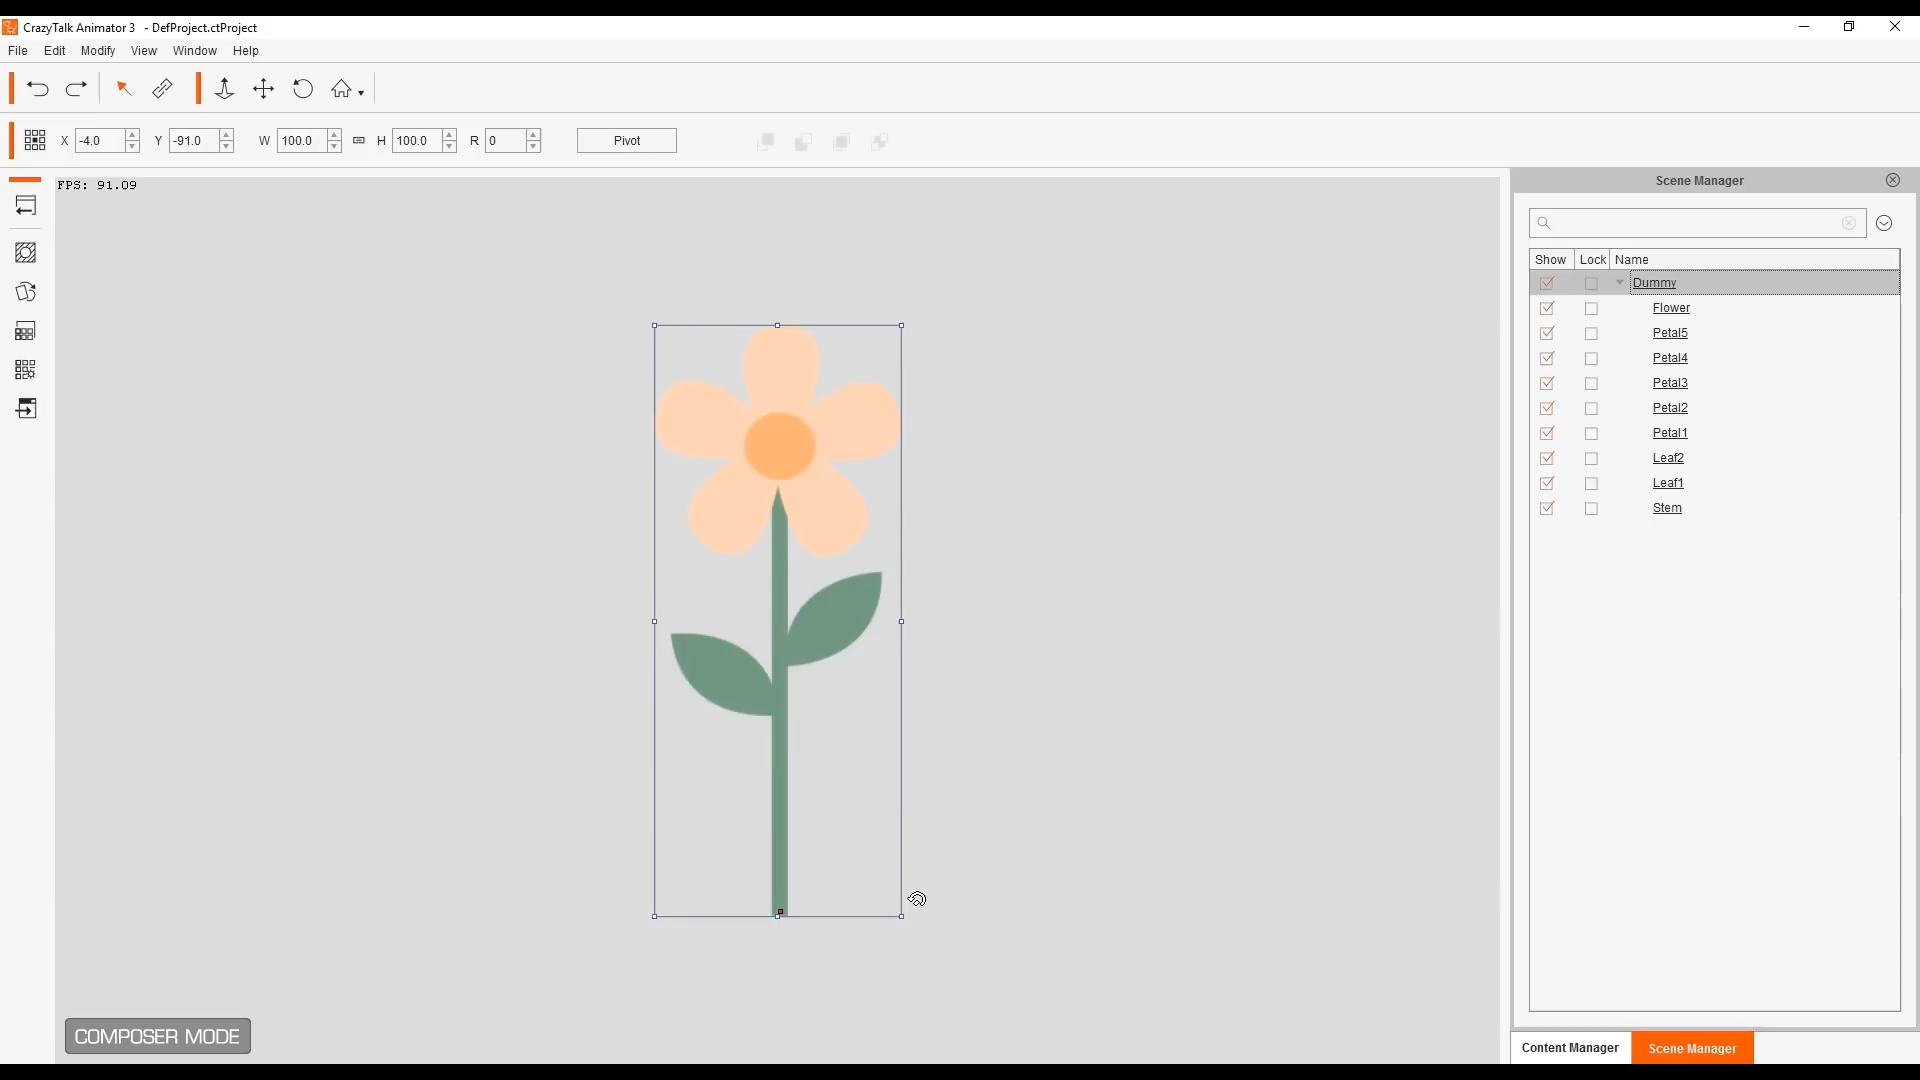 CrazyTalk Animator 3 - DefProject.ctProject
File Edit Modify View Window Help
X -4.0 Y -91.0 W 100.0 H 100.0 R 0 Pivot
FPS: 91.09
Scene Manager
Show Lock Name
Dummy
Flower
Petal5
Petal4
Petal3
Petal2
Petal1
Leaf2
Leaf1
Stem
COMPOSER MODE
Content Manager Scene Manager